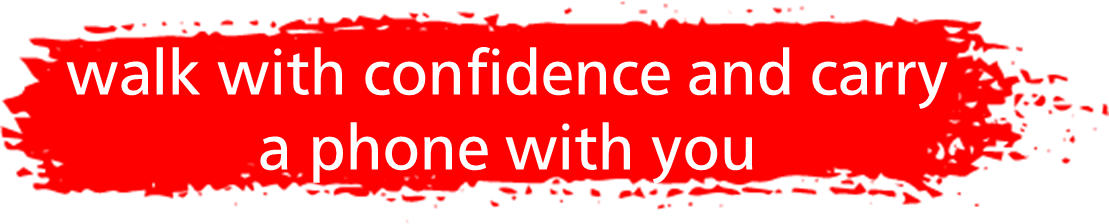 walk with confidence and carry
a phone with you